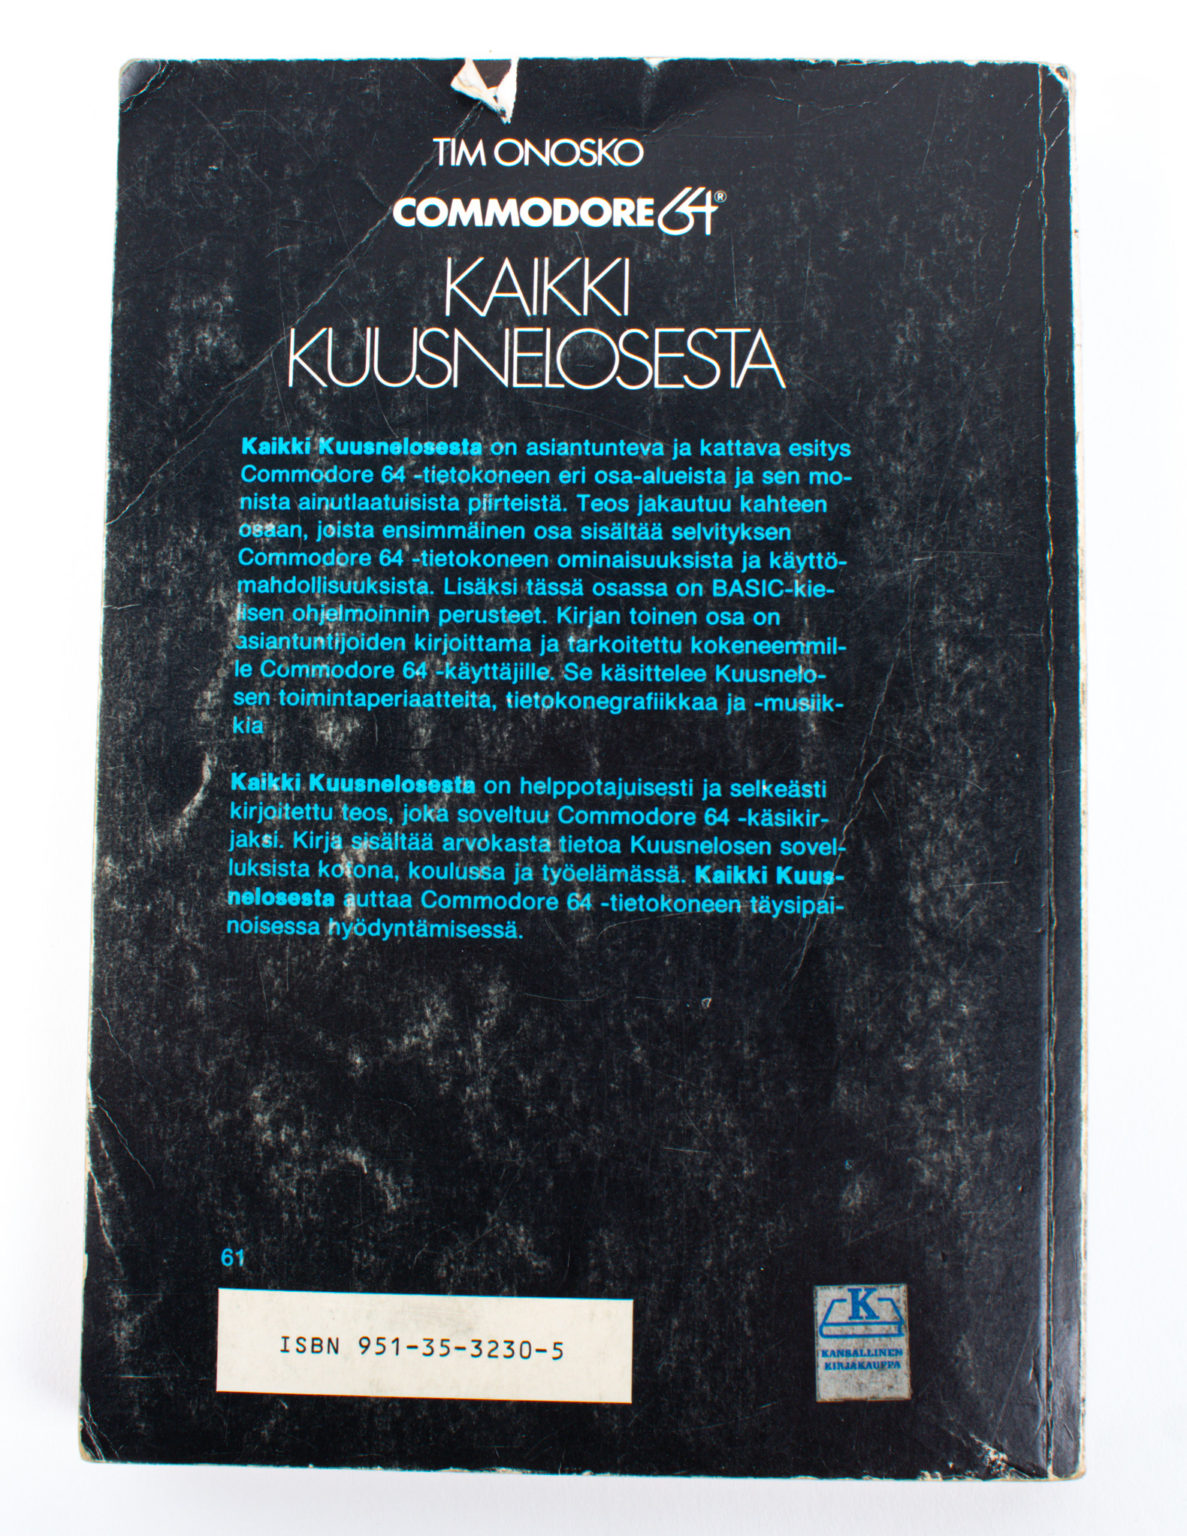 TIM ONOSKO
COMMODORE 64®
KAIKKI
KUUSNELOSESTA
Kaikki Kuusnelosesta on asiantunteva ja kattava esitys
Commodore 64 -tietokoneen eri osa-alueista ja sen mo-
nista ainutlaatuisista piirteistä. Teos jakautuu kahteen
osaan, joista ensimmäinen osa sisältää selvityksen
Commodore 64 -tietokoneen ominaisuuksista ja käyttö-
mahdollisuuksista. Lisäksi tässä osassa on BASIC-kie-
lisen ohjelmoinnin perusteet. Kirjan toinen osa on
asiantuntijoiden kirjoittama ja tarkoitettu kokeneemmil-
le Commodore 64 -käyttäjille. Se käsittelee Kuusnelo-
sen toimintaperiaatteita, tietokonegrafiikkaa ja -musiik-
kia
Kaikki Kuusnelosesta on helppotajuisesti ja selkeästi
kirjoitettu teos, joka soveltuu Commodore 64 -käsikir-
jaksi. Kirja sisältää arvokasta tietoa Kuusnelosen sovel-
luksista kotona, koulussa ja työelämässä. Kaikki Kuus-
nelosesta auttaa Commodore 64 -tietokoneen täysipai-
noisessa hyödyntämisessä.
61
ISBN 951-35-3230-5
K
KANSALLINEN
KIRJAKAUPPA